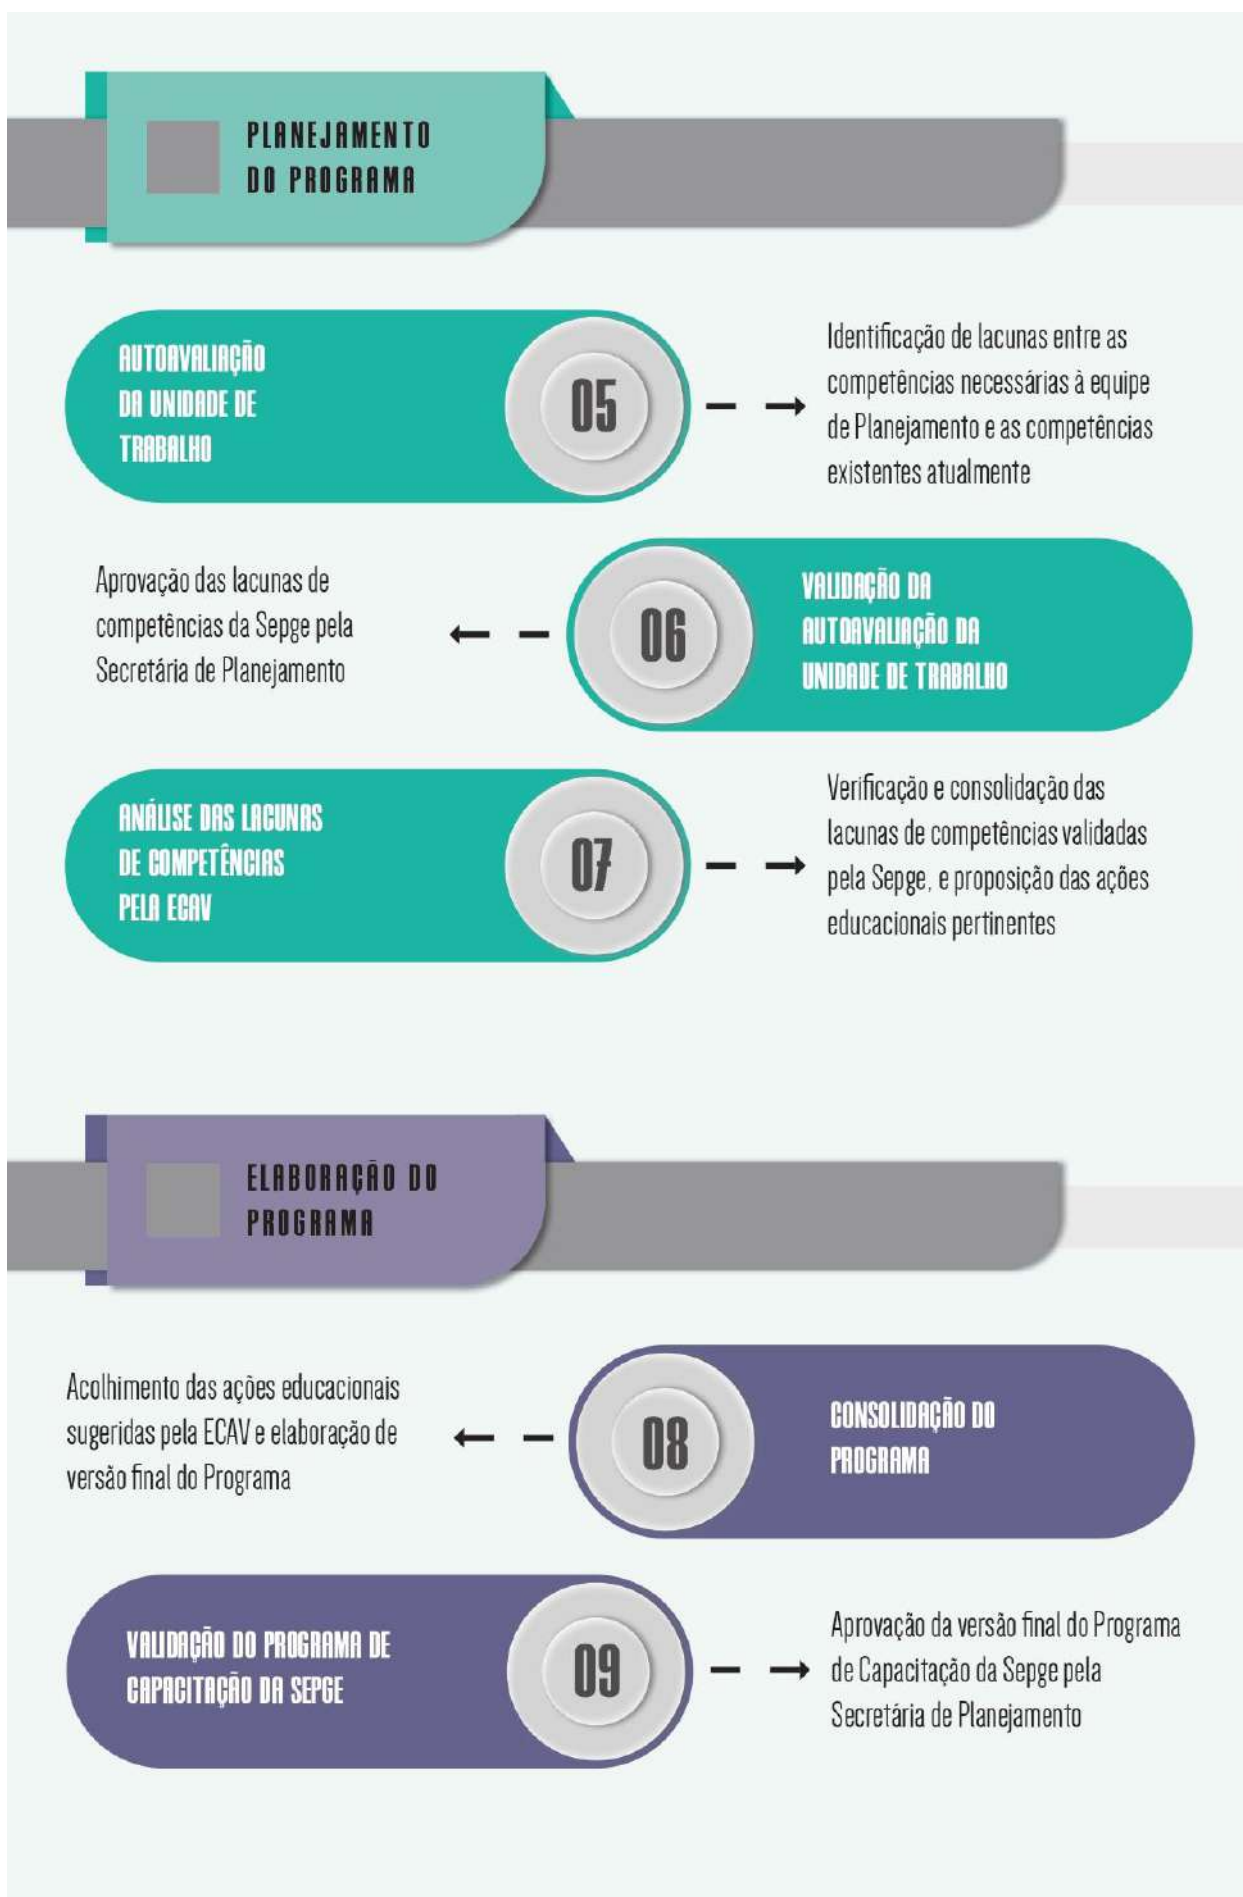 PLANEJAMENTO
DO PROGRAMA
AUTOAVALIAÇÃO
DA UNIDADE DE
TRABALHO
05
Identificação de lacunas entre as
competências necessárias à equipe
de Planejamento e as competências
existentes atualmente
Aprovação das lacunas de
competências da Sepge pela
Secretária de Planejamento
06
VALIDAÇÃO DA
AUTOAVALIAÇÃO DA
UNIDADE DE TRABALHO
ANÁLISE DAS LACUNAS
DE COMPETÊNCIAS
PELA ECAV
07
Verificação e consolidação das
lacunas de competências validadas
pela Sepge, e proposição das ações
educacionais pertinentes
ELABORAÇÃO DO
PROGRAMA
Acolhimento das ações educacionais
sugeridas pela ECAV e elaboração de
versão final do Programa
08
CONSOLIDAÇÃO DO
PROGRAMA
VALIDAÇÃO DO PROGRAMA DE
CAPACITAÇÃO DA SEPGE
09
Aprovação da versão final do Programa
de Capacitação da Sepge pela
Secretária de Planejamento